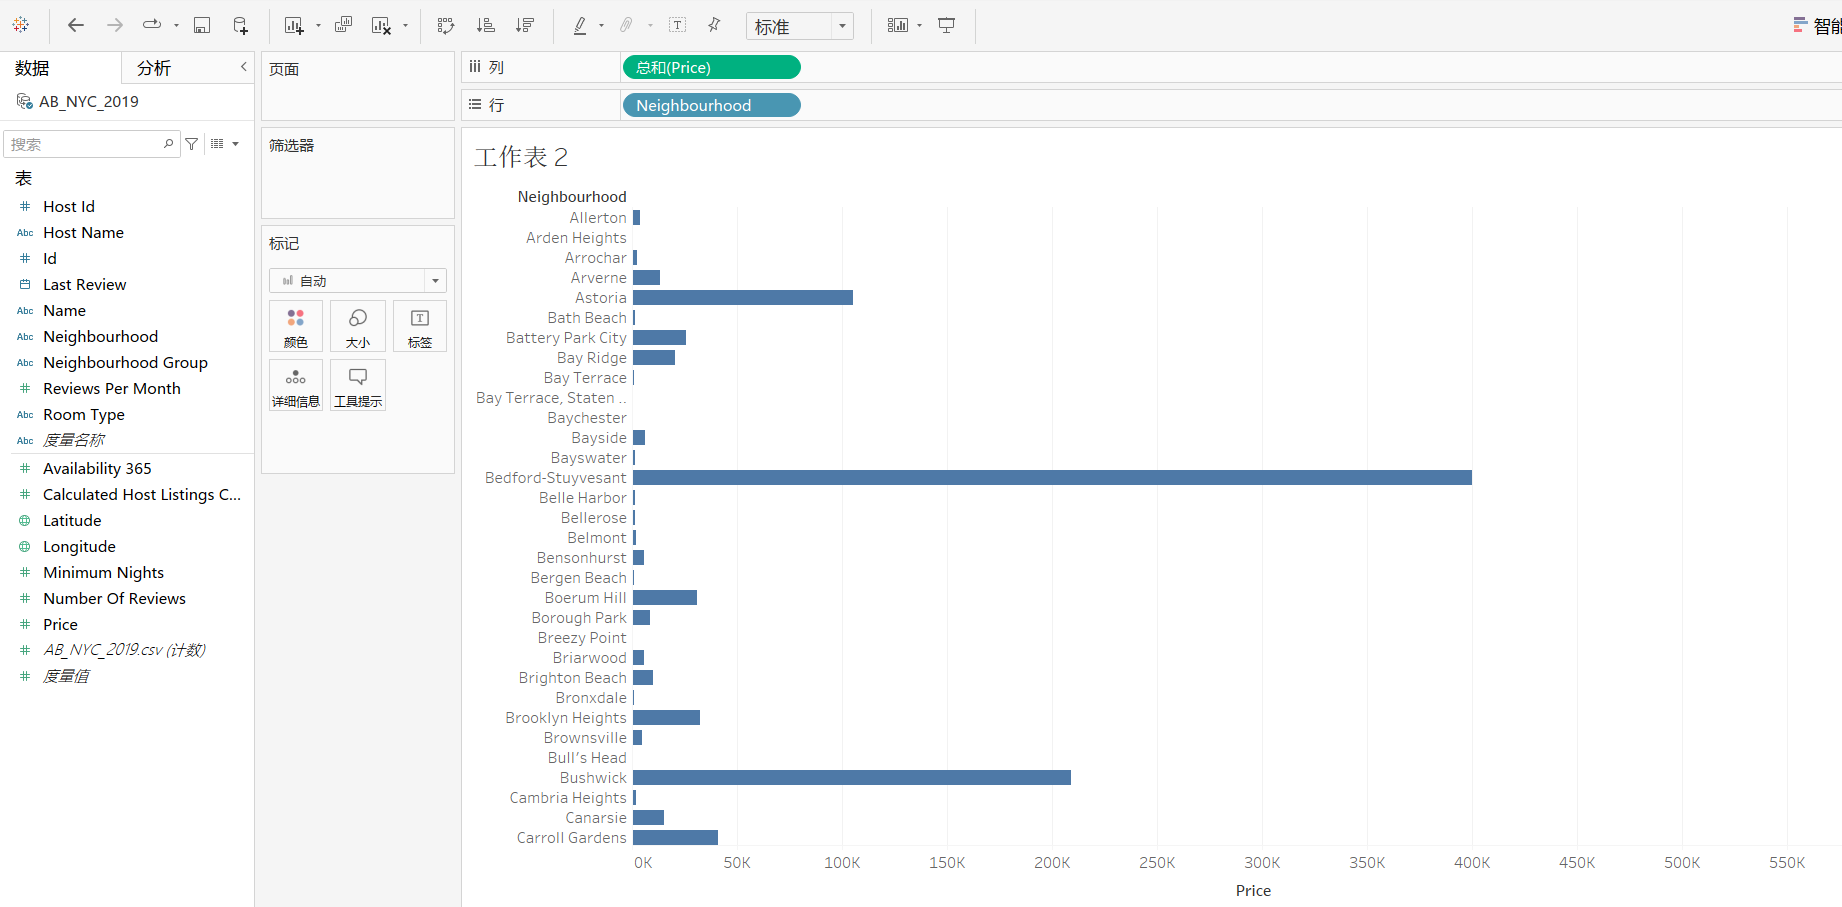 标准
智能
数据
分析
AB_NYC_2019
搜索
表
Host Id
Abc Host Name
Id
Last Review
Abc Name
Abc Neighbourhood
Abc Neighbourhood Group
Reviews Per Month
Abc Room Type
Abc 度量名称
Availability 365
Calculated Host Listings C...
Latitude
Longitude
Minimum Nights
Number Of Reviews
Price
AB_NYC_2019.csv (计数)
度量值
页面
筛选器
标记
自动
颜色
大小
标签
详细信息
工具提示
列
总和(Price)
行
Neighbourhood
工作表 2
Neighbourhood
Allerton
Arden Heights
Arrochar
Arverne
Astoria
Bath Beach
Battery Park City
Bay Ridge
Bay Terrace
Bay Terrace, Staten ..
Baychester
Bayside
Bayswater
Bedford-Stuyvesant
Belle Harbor
Bellerose
Belmont
Bensonhurst
Bergen Beach
Boerum Hill
Borough Park
Breezy Point
Briarwood
Brighton Beach
Bronxdale
Brooklyn Heights
Brownsville
Bull's Head
Bushwick
Cambria Heights
Canarsie
Carroll Gardens
0K 50K 100K 150K 200K 250K 300K 350K 400K 450K 500K 550K
Price